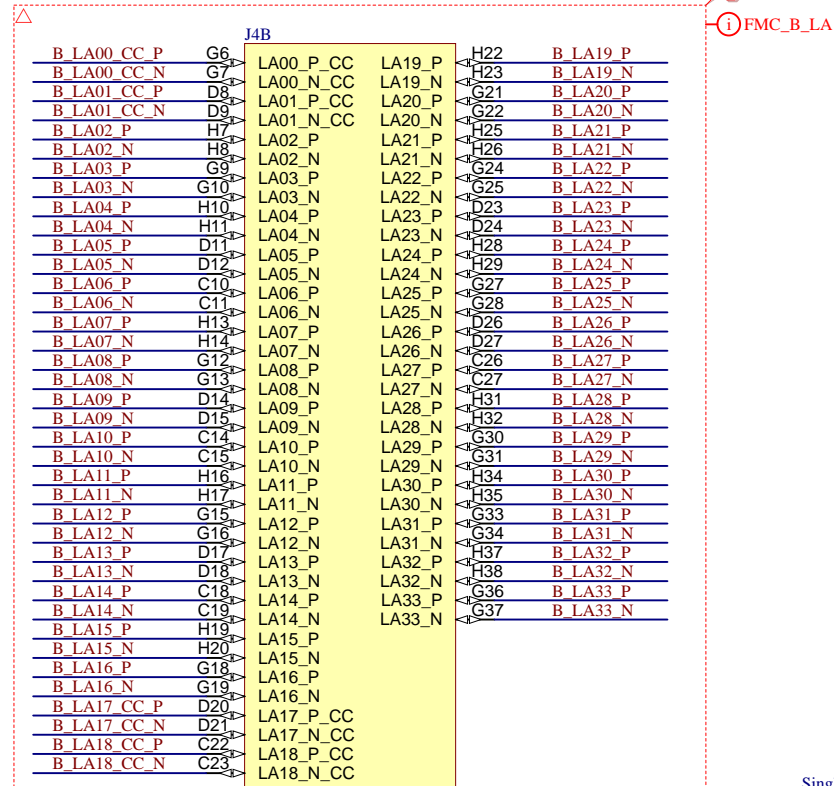 FMC_B_LA
J4B
B_LA00_CC_P G6 LA00_P_CC LA19_P H22 B_LA19_P
B_LA00_CC_N G7 LA00_N_CC LA19_N H23 B_LA19_N
B_LA01_CC_P D8 LA01_P_CC LA20_P G21 B_LA20_P
B_LA01_CC_N D9 LA01_N_CC LA20_N G22 B_LA20_N
B_LA02_P H7 LA02_P LA21_P H25 B_LA21_P
B_LA02_N H8 LA02_N LA21_N H26 B_LA21_N
B_LA03_P G9 LA03_P LA22_P G24 B_LA22_P
B_LA03_N G10 LA03_N LA22_N G25 B_LA22_N
B_LA04_P H10 LA04_P LA23_P D23 B_LA23_P
B_LA04_N H11 LA04_N LA23_N D24 B_LA23_N
B_LA05_P D11 LA05_P LA24_P H28 B_LA24_P
B_LA05_N D12 LA05_N LA24_N H29 B_LA24_N
B_LA06_P C10 LA06_P LA25_P G27 B_LA25_P
B_LA06_N C11 LA06_N LA25_N G28 B_LA25_N
B_LA07_P H13 LA07_P LA26_P D26 B_LA26_P
B_LA07_N H14 LA07_N LA26_N D27 B_LA26_N
B_LA08_P G12 LA08_P LA27_P C26 B_LA27_P
B_LA08_N G13 LA08_N LA27_N C27 B_LA27_N
B_LA09_P D14 LA09_P LA28_P H31 B_LA28_P
B_LA09_N D15 LA09_N LA28_N H32 B_LA28_N
B_LA10_P C14 LA10_P LA29_P G30 B_LA29_P
B_LA10_N C15 LA10_N LA29_N G31 B_LA29_N
B_LA11_P H16 LA11_P LA30_P H34 B_LA30_P
B_LA11_N H17 LA11_N LA30_N H35 B_LA30_N
B_LA12_P G15 LA12_P LA31_P G33 B_LA31_P
B_LA12_N G16 LA12_N LA31_N G34 B_LA31_N
B_LA13_P D17 LA13_P LA32_P H37 B_LA32_P
B_LA13_N D18 LA13_N LA32_N H38 B_LA32_N
B_LA14_P C18 LA14_P LA33_P G36 B_LA33_P
B_LA14_N C19 LA14_N LA33_N G37 B_LA33_N
B_LA15_P H19 LA15_P
B_LA15_N H20 LA15_N
B_LA16_P G18 LA16_P
B_LA16_N G19 LA16_N
B_LA17_CC_P D20 LA17_P_CC
B_LA17_CC_N D21 LA17_N_CC
B_LA18_CC_P C22 LA18_P_CC
B_LA18_CC_N C23 LA18_N_CC
Sing